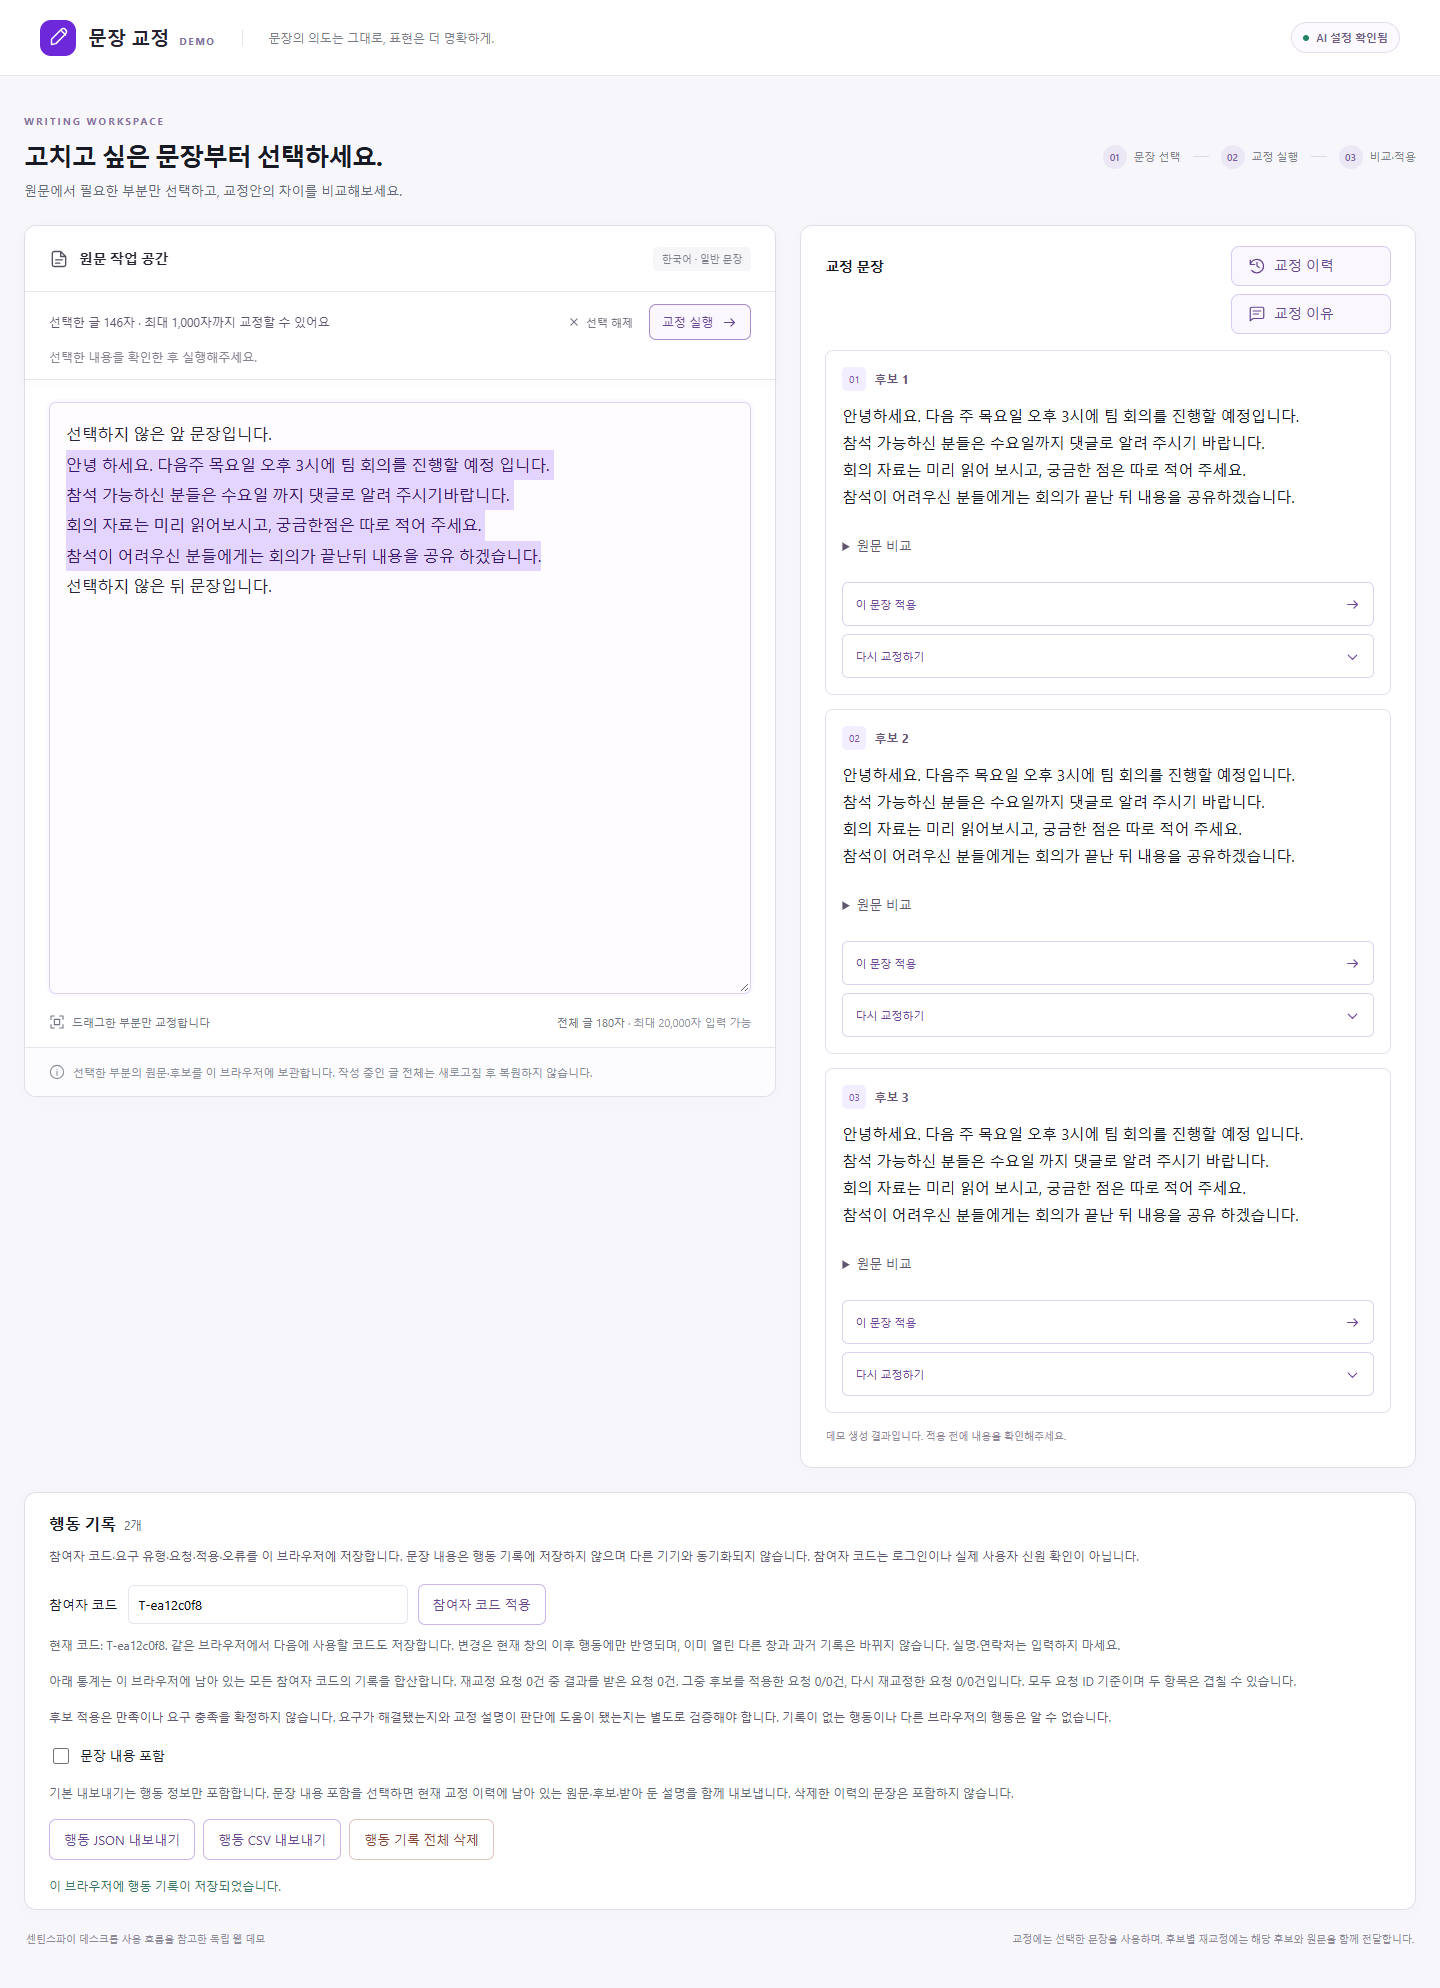 문장 교정 DEMO 문장의 의도는 그대로, 표현은 더 명확하게. AI 설정 확인됨
WRITING WORKSPACE
고치고 싶은 문장부터 선택하세요.
01 문장 선택 02 교정 실행 03 비교·적용
원문에서 필요한 부분만 선택하고, 교정안의 차이를 비교해보세요.
원문 작업 공간 한국어 · 일반 문장
선택한 글 146자 · 최대 1,000자까지 교정할 수 있어요 선택 해제 교정 실행
선택한 내용을 확인한 후 실행해주세요.
선택하지 않은 앞 문장입니다.
안녕 하세요. 다음주 목요일 오후 3시에 팀 회의를 진행할 예정 입니다.
참석 가능하신 분들은 수요일 까지 댓글로 알려 주시기바랍니다.
회의 자료는 미리 읽어보시고, 궁금한점은 따로 적어 주세요.
참석이 어려우신 분들에게는 회의가 끝난뒤 내용을 공유 하겠습니다.
선택하지 않은 뒤 문장입니다.
드래그한 부분만 교정합니다 전체 글 180자 · 최대 20,000자 입력 가능
선택한 부분의 원문·후보를 이 브라우저에 보관합니다. 작성 중인 글 전체는 새로고침 후 복원하지 않습니다.
교정 문장
교정 이력
교정 이유
01 후보 1
안녕하세요. 다음 주 목요일 오후 3시에 팀 회의를 진행할 예정입니다.
참석 가능하신 분들은 수요일까지 댓글로 알려 주시기 바랍니다.
회의 자료는 미리 읽어 보시고, 궁금한 점은 따로 적어 주세요.
참석이 어려우신 분들에게는 회의가 끝난 뒤 내용을 공유하겠습니다.
원문 비교
이 문장 적용
다시 교정하기
02 후보 2
안녕하세요. 다음주 목요일 오후 3시에 팀 회의를 진행할 예정입니다.
참석 가능하신 분들은 수요일까지 댓글로 알려 주시기 바랍니다.
회의 자료는 미리 읽어보시고, 궁금한 점은 따로 적어 주세요.
참석이 어려우신 분들에게는 회의가 끝난 뒤 내용을 공유하겠습니다.
원문 비교
이 문장 적용
다시 교정하기
03 후보 3
안녕하세요. 다음 주 목요일 오후 3시에 팀 회의를 진행할 예정 입니다.
참석 가능하신 분들은 수요일 까지 댓글로 알려 주시기 바랍니다.
회의 자료는 미리 읽어 보시고, 궁금한 점은 따로 적어 주세요.
참석이 어려우신 분들에게는 회의가 끝난 뒤 내용을 공유 하겠습니다.
원문 비교
이 문장 적용
다시 교정하기
데모 생성 결과입니다. 적용 전에 내용을 확인해주세요.
행동 기록 2개
참여자 코드·요구 유형·요청·적용·오류를 이 브라우저에 저장합니다. 문장 내용은 행동 기록에 저장하지 않으며 다른 기기와 동기화되지 않습니다. 참여자 코드는 로그인이나 실제 사용자 신원 확인이 아닙니다.
참여자 코드 T-ea12c0f8 참여자 코드 적용
현재 코드: T-ea12c0f8. 같은 브라우저에서 다음에 사용할 코드도 저장합니다. 변경은 현재 창의 이후 행동에만 반영되며, 이미 열린 다른 창과 과거 기록은 바뀌지 않습니다. 실명·연락처는 입력하지 마세요.
아래 통계는 이 브라우저에 남아 있는 모든 참여자 코드의 기록을 합산합니다. 재교정 요청 0건 중 결과를 받은 요청 0건. 그중 후보를 적용한 요청 0/0건, 다시 재교정한 요청 0/0건입니다. 모두 요청 ID 기준이며 두 항목은 겹칠 수 있습니다.
후보 적용은 만족이나 요구 충족을 확정하지 않습니다. 요구가 해결됐는지와 교정 설명이 판단에 도움이 됐는지는 별도로 검증해야 합니다. 기록이 없는 행동이나 다른 브라우저의 행동은 알 수 없습니다.
문장 내용 포함
기본 내보내기는 행동 정보만 포함합니다. 문장 내용 포함을 선택하면 현재 교정 이력에 남아 있는 원문·후보·받아 둔 설명을 함께 내보냅니다. 삭제한 이력의 문장은 포함하지 않습니다.
행동 JSON 내보내기 행동 CSV 내보내기 행동 기록 전체 삭제
이 브라우저에 행동 기록이 저장되었습니다.
센틴스파이 데스크톱 사용 흐름을 참고한 독립 웹 데모 교정에는 선택한 문장을 사용하며, 후보별 재교정에는 해당 후보와 원문을 함께 전달합니다.